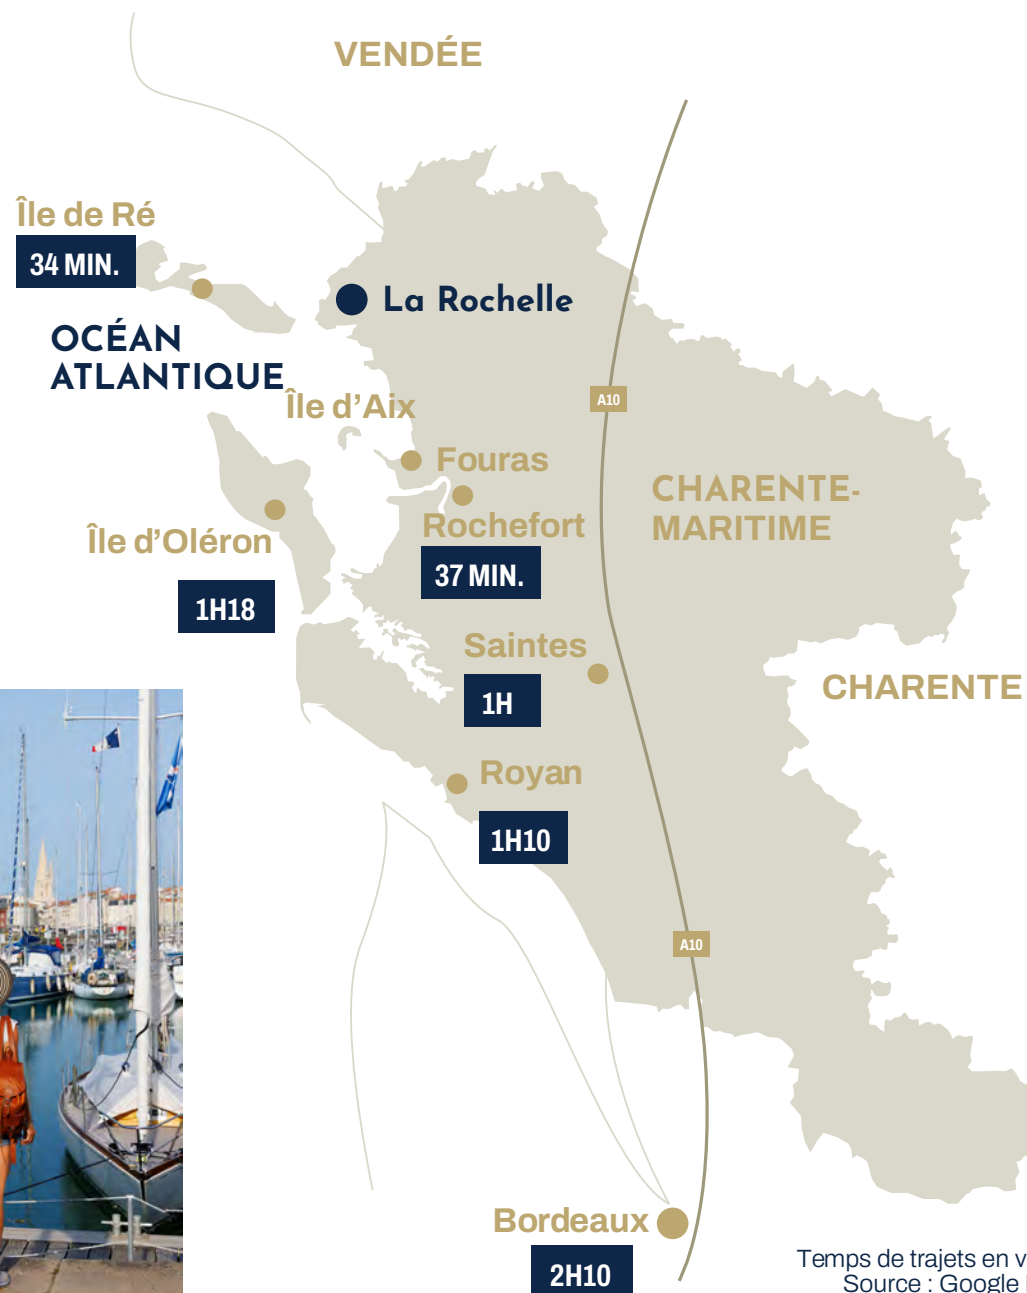 VENDÉE
Île de Ré
34 MIN.
La Rochelle
OCÉAN
ATLANTIQUE
Île d’Aix
A10
Fouras
CHARENTE-
MARITIME
Rochefort
37 MIN.
Île d’Oléron
1H18
Saintes
1H
CHARENTE
Royan
1H10
A10
Bordeaux
2H10
Temps de trajets en
Source : Google